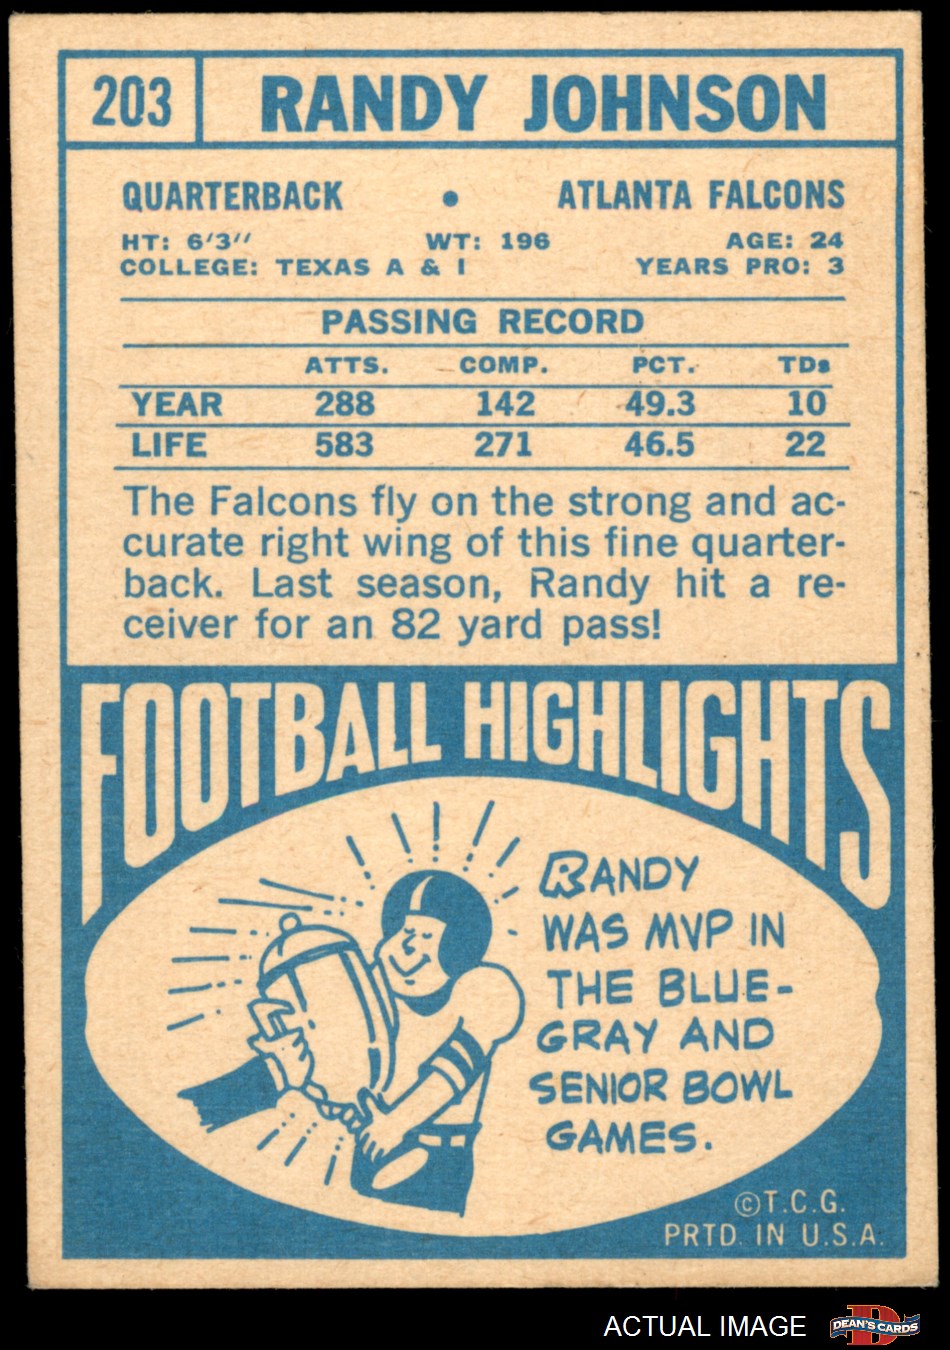 203 RANDY JOHNSON
QUARTERBACK • ATLANTA FALCONS
HT: 6'3" WT: 196 AGE: 24
COLLEGE: TEXAS A & I YEARS PRO: 3
PASSING RECORD
ATTS. COMP. PCT. TDs
YEAR 288 142 49.3 10
LIFE 583 271 46.5 22
The Falcons fly on the strong and ac-
curate right wing of this fine quarter-
back. Last season, Randy hit a re-
ceiver for an 82 yard pass!
FOOTBALL HIGHLIGHTS
RANDY
WAS MVP IN
THE BLUE-
GRAY AND
SENIOR BOWL
GAMES.
©T.C.G.
PRTD. IN U.S.A.
ACTUAL IMAGE
D
DEAN'S CARDS